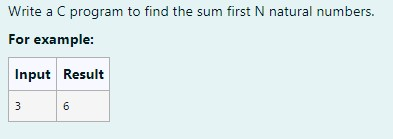 Write a C program to find the sum first N natural numbers.
For example:
Input Result
3 6